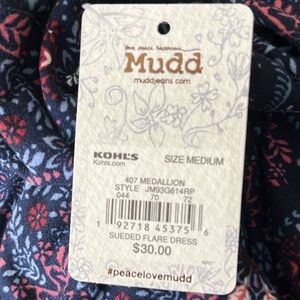 love peace happiness
Mudd
muddjeans.com
KOHL'S SIZE MEDIUM
Kohls.com
407 MEDALLION
STYLE JM93G614RP
044 70 72
1 92718 45375 6
SUEDED FLARE DRESS
$30.00
#peacelovemudd